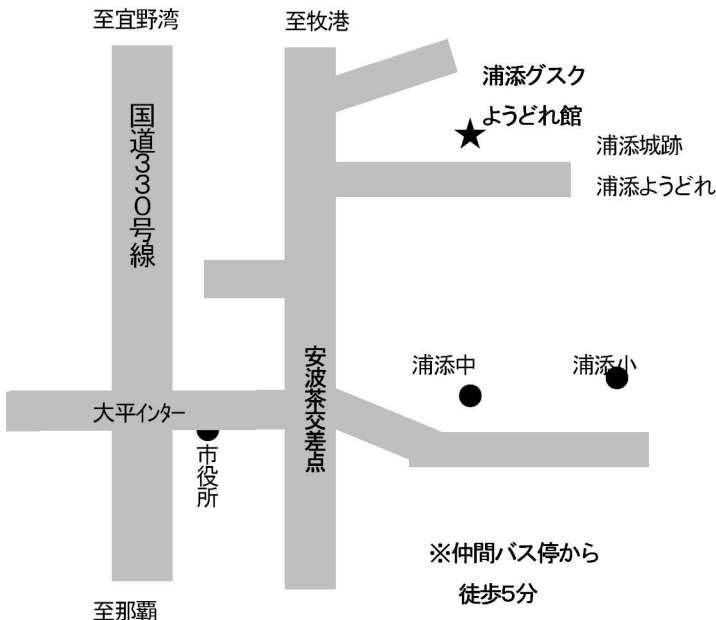 至宜野湾
至牧港
国道330号線
浦添グスク
ようどれ館
浦添城跡
浦添ようどれ
安波茶交差点
浦添中
浦添小
大平インター
市役所
※仲間バス停から
徒歩5分
至那覇